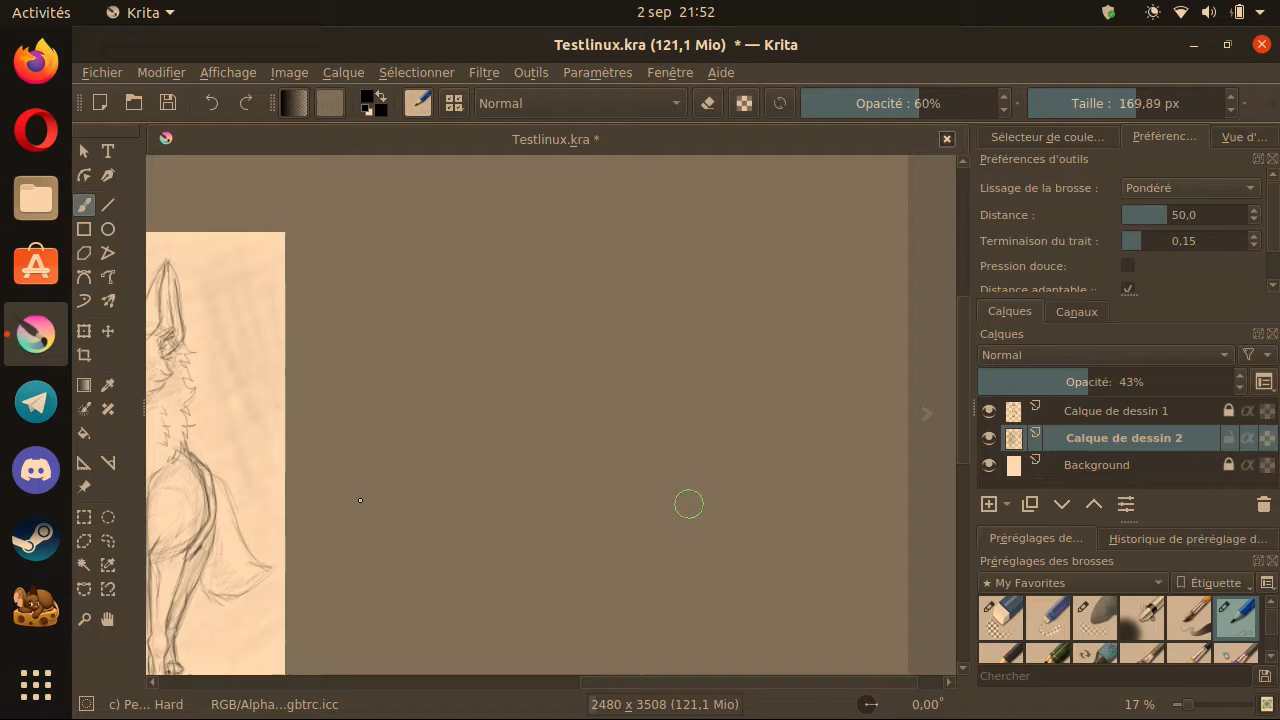 Activités
Krita
2 sep 21:52
Testlinux.kra (121,1 Mio) * — Krita
Fichier Modifier Affichage Image Calque Sélectionner Filtre Outils Paramètres Fenêtre Aide
Normal
Opacité : 60%
Taille : 169,89 px
Testlinux.kra *
Sélecteur de coule...
Préférenc...
Vue d'...
Préférences d'outils
Lissage de la brosse :
Pondéré
Distance :
50,0
Terminaison du trait :
0,15
Pression douce:
Distance adaptable :
Calques
Canaux
Calques
Normal
Opacité: 43%
Calque de dessin 1
Calque de dessin 2
Background
Préréglages de...
Historique de préréglage d...
Préréglages des brosses
★ My Favorites
Étiquette
Chercher
c) Pe... Hard
RGB/Alpha...gbtrc.icc
2480 x 3508 (121,1 Mio)
0,00°
17 %